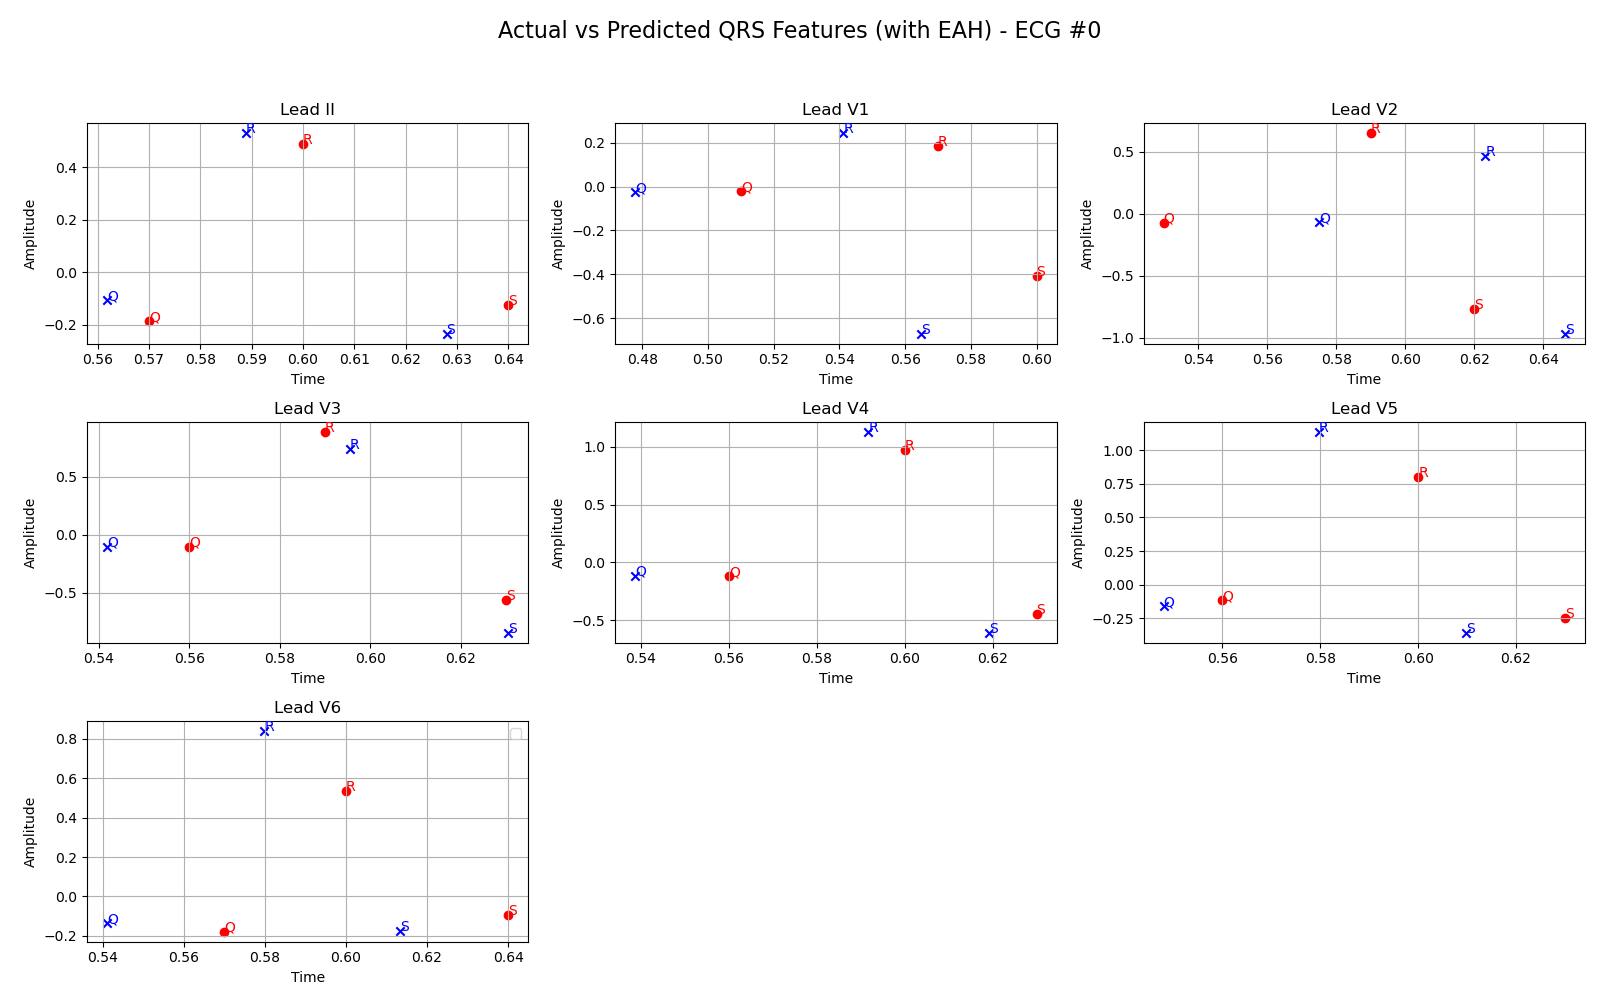 Actual vs Predicted QRS Features (with EAH) - ECG #0
Lead II
Amplitude
0.4
0.2
0.0
−0.2
Q
R
S
Q
R
S
0.56 0.57 0.58 0.59 0.60 0.61 0.62 0.63 0.64
Time
Lead V1
Amplitude
0.2
0.0
−0.2
−0.4
−0.6
Q
R
S
Q
R
S
0.48 0.50 0.52 0.54 0.56 0.58 0.60
Time
Lead V2
Amplitude
0.5
0.0
−0.5
−1.0
Q
R
S
Q
R
S
0.54 0.56 0.58 0.60 0.62 0.64
Time
Lead V3
Amplitude
0.5
0.0
−0.5
Q
R
S
Q
R
S
0.54 0.56 0.58 0.60 0.62
Time
Lead V4
Amplitude
1.0
0.5
0.0
−0.5
Q
R
S
Q
R
S
0.54 0.56 0.58 0.60 0.62
Time
Lead V5
Amplitude
1.00
0.75
0.50
0.25
0.00
−0.25
Q
R
S
Q
R
S
0.56 0.58 0.60 0.62
Time
Lead V6
Amplitude
0.8
0.6
0.4
0.2
0.0
−0.2
Q
R
S
Q
R
S
0.54 0.56 0.58 0.60 0.62 0.64
Time